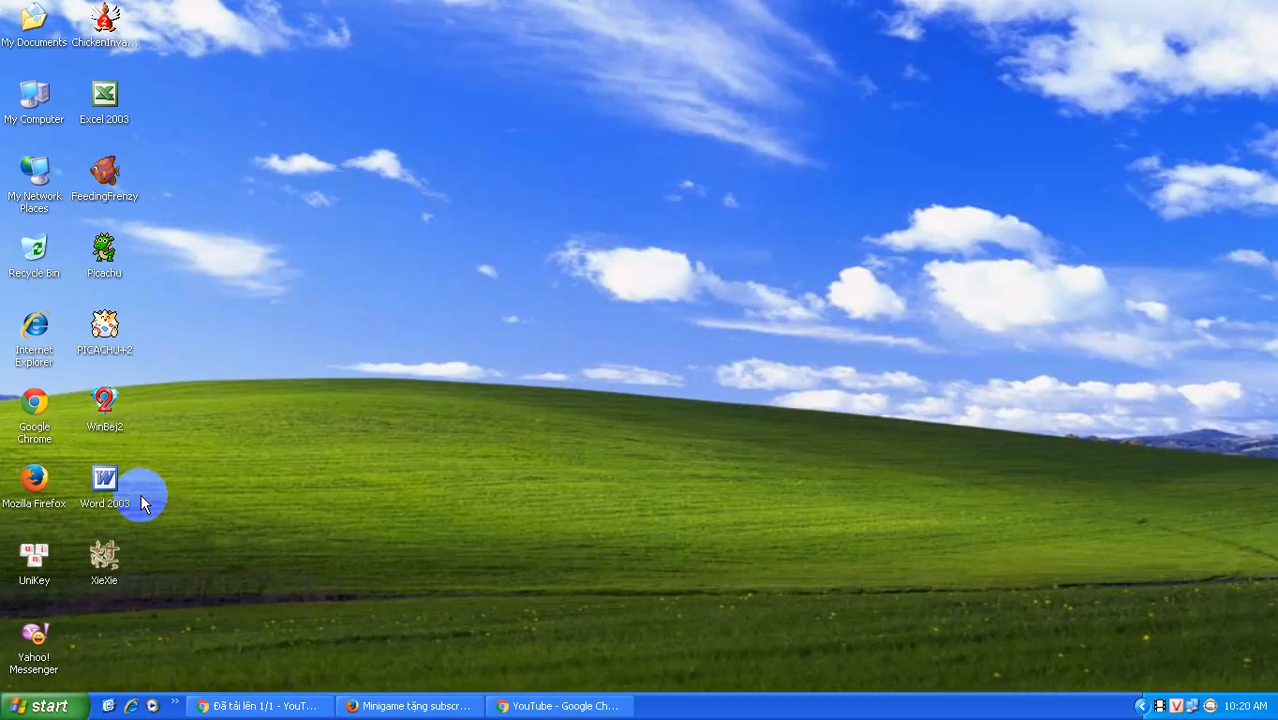 My Documents
ChickenInva...
My Computer
Excel 2003
My Network
Places
FeedingFrenzy
Recycle Bin
Picachu
Internet
Explorer
PICACHU+2
Google
Chrome
WinBej2
Mozilla Firefox
Word 2003
UniKey
XieXie
Yahoo!
Messenger
start
Đã tải lên 1/1 - YouT...
Minigame tặng subscr...
YouTube - Google Ch...
10:20 AM